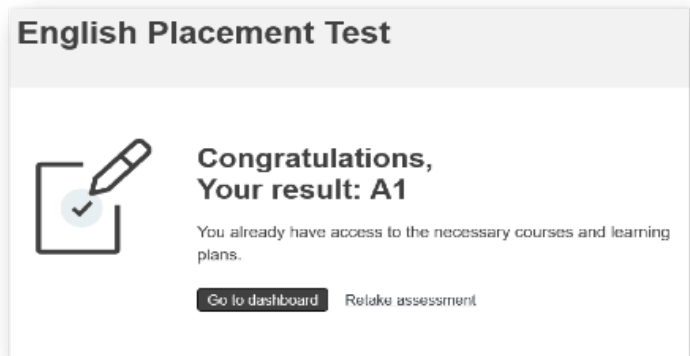 English Placement Test
Congratulations,
Your result: A1
You already have access to the necessary courses and learning
plans.
Go to dashboard Retake assessment